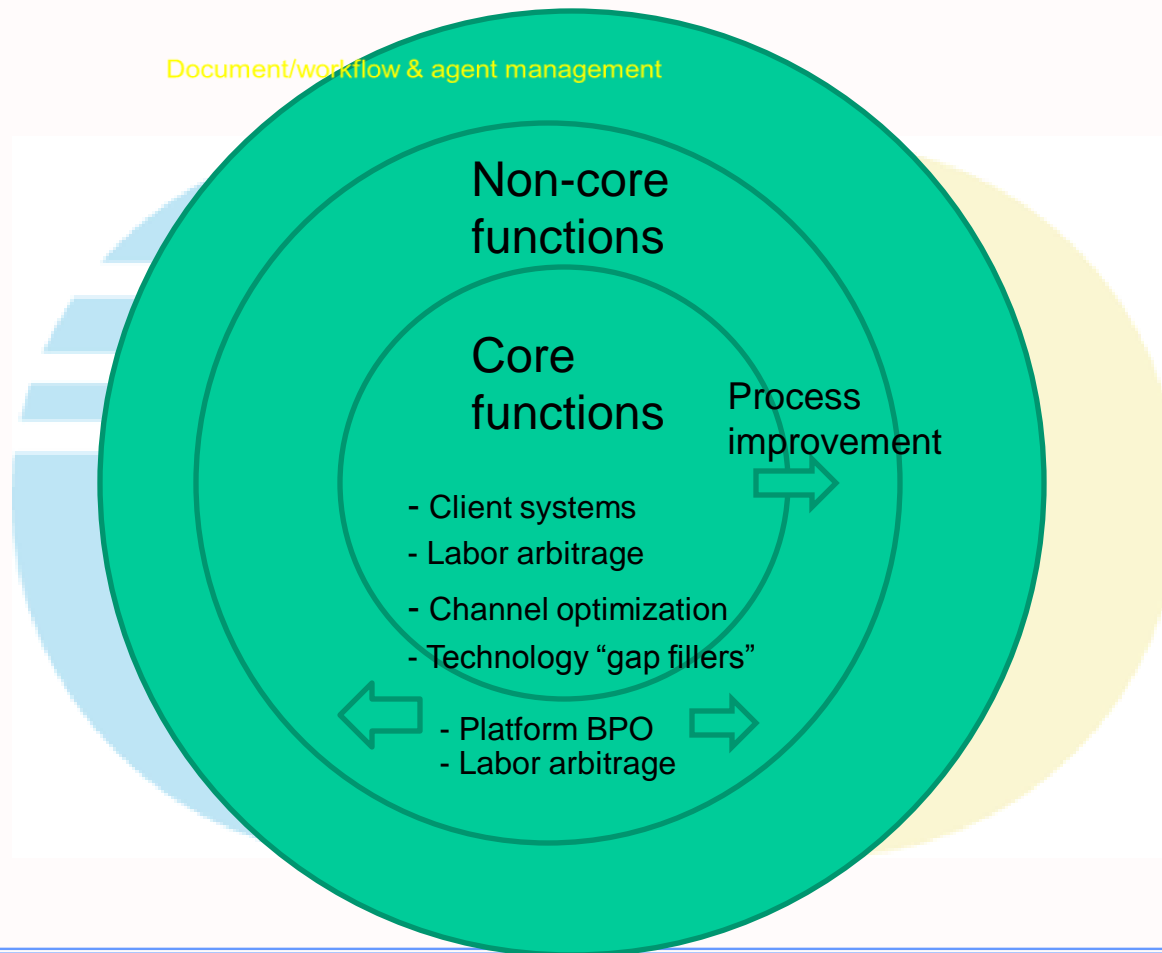 Document/workflow & agent management
Non-core
functions
Core
functions
Process
improvement
- Client systems
- Labor arbitrage
- Channel optimization
- Technology “gap fillers”
- Platform BPO
- Labor arbitrage